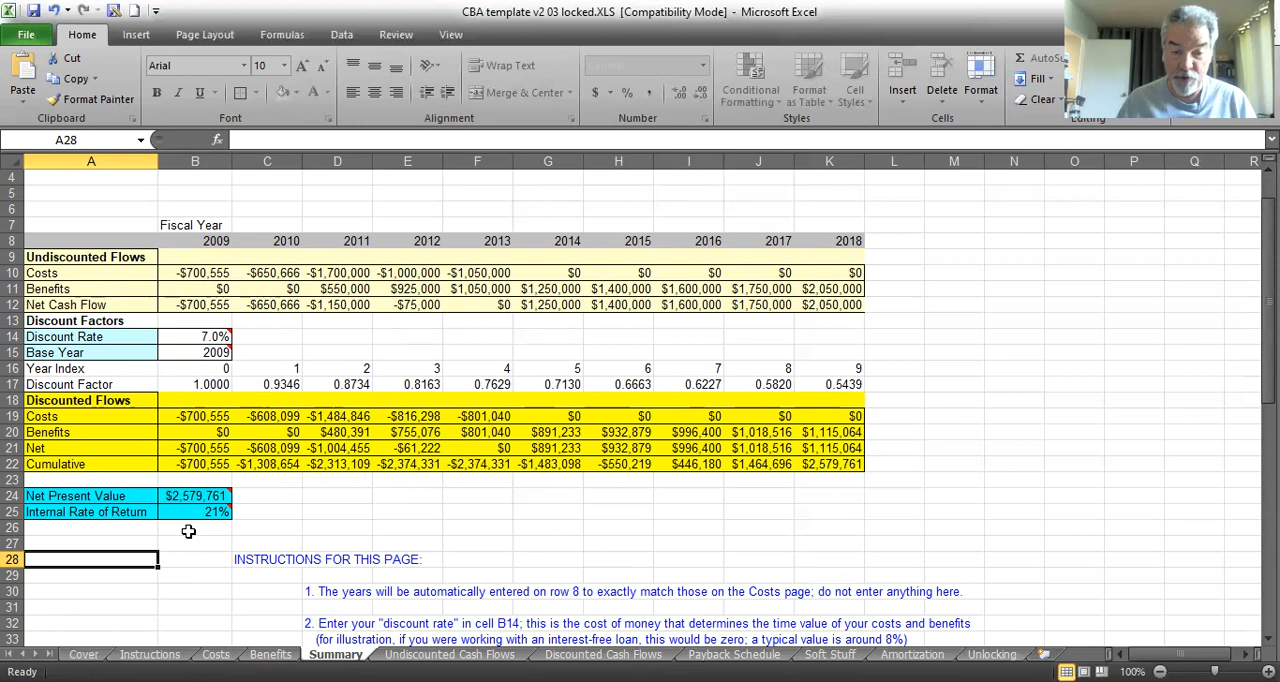 CBA template v2 03 locked.XLS [Compatibility Mode] - Microsoft Excel
File Home Insert Page Layout Formulas Data Review View
Paste
Cut
Copy
Format Painter
Clipboard
Arial 10
Font
Wrap Text
Merge & Center
Alignment
General
$ % ,
Number
Conditional Formatting
Format as Table
Cell Styles
Styles
Insert Delete Format
Cells
AutoSu
Fill
Clear
Editing
A28 fx
A B C D E F G H I J K L M N O P Q R
4
5
6
7 Fiscal Year
8 2009 2010 2011 2012 2013 2014 2015 2016 2017 2018
9 Undiscounted Flows
10 Costs -$700,555 -$650,666 -$1,700,000 -$1,000,000 -$1,050,000 $0 $0 $0 $0 $0
11 Benefits $0 $0 $550,000 $925,000 $1,050,000 $1,250,000 $1,400,000 $1,600,000 $1,750,000 $2,050,000
12 Net Cash Flow -$700,555 -$650,666 -$1,150,000 -$75,000 $0 $1,250,000 $1,400,000 $1,600,000 $1,750,000 $2,050,000
13 Discount Factors
14 Discount Rate 7.0%
15 Base Year 2009
16 Year Index 0 1 2 3 4 5 6 7 8 9
17 Discount Factor 1.0000 0.9346 0.8734 0.8163 0.7629 0.7130 0.6663 0.6227 0.5820 0.5439
18 Discounted Flows
19 Costs -$700,555 -$608,099 -$1,484,846 -$816,298 -$801,040 $0 $0 $0 $0 $0
20 Benefits $0 $0 $480,391 $755,076 $801,040 $891,233 $932,879 $996,400 $1,018,516 $1,115,064
21 Net -$700,555 -$608,099 -$1,004,455 -$61,222 $0 $891,233 $932,879 $996,400 $1,018,516 $1,115,064
22 Cumulative -$700,555 -$1,308,654 -$2,313,109 -$2,374,331 -$2,374,331 -$1,483,098 -$550,219 $446,180 $1,464,696 $2,579,761
23
24 Net Present Value $2,579,761
25 Internal Rate of Return 21%
26
27
28 INSTRUCTIONS FOR THIS PAGE:
29
30 1. The years will be automatically entered on row 8 to exactly match those on the Costs page; do not enter anything here.
31
32 2. Enter your "discount rate" in cell B14; this is the cost of money that determines the time value of your costs and benefits
33 (for illustration, if you were working with an interest-free loan, this would be zero; a typical value is around 8%)
Cover Instructions Costs Benefits Summary Undiscounted Cash Flows Discounted Cash Flows Payback Schedule Soft Stuff Amortization Unlocking
Ready 100%